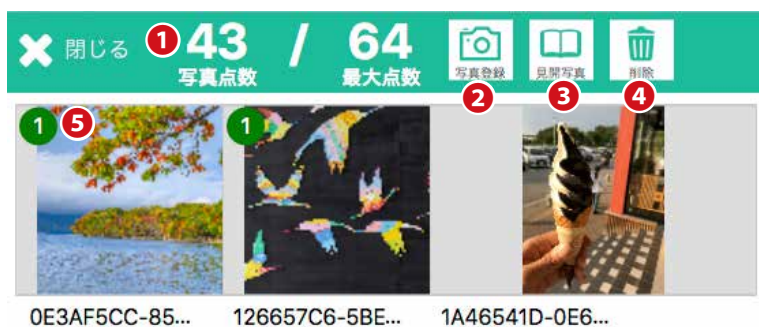 閉じる 1 43 / 64
写真点数 最大点数
写真登録 見開写真 削除
2 3 4
1 5 1
0E3AF5CC-85... 126657C6-5BE... 1A46541D-0E6...